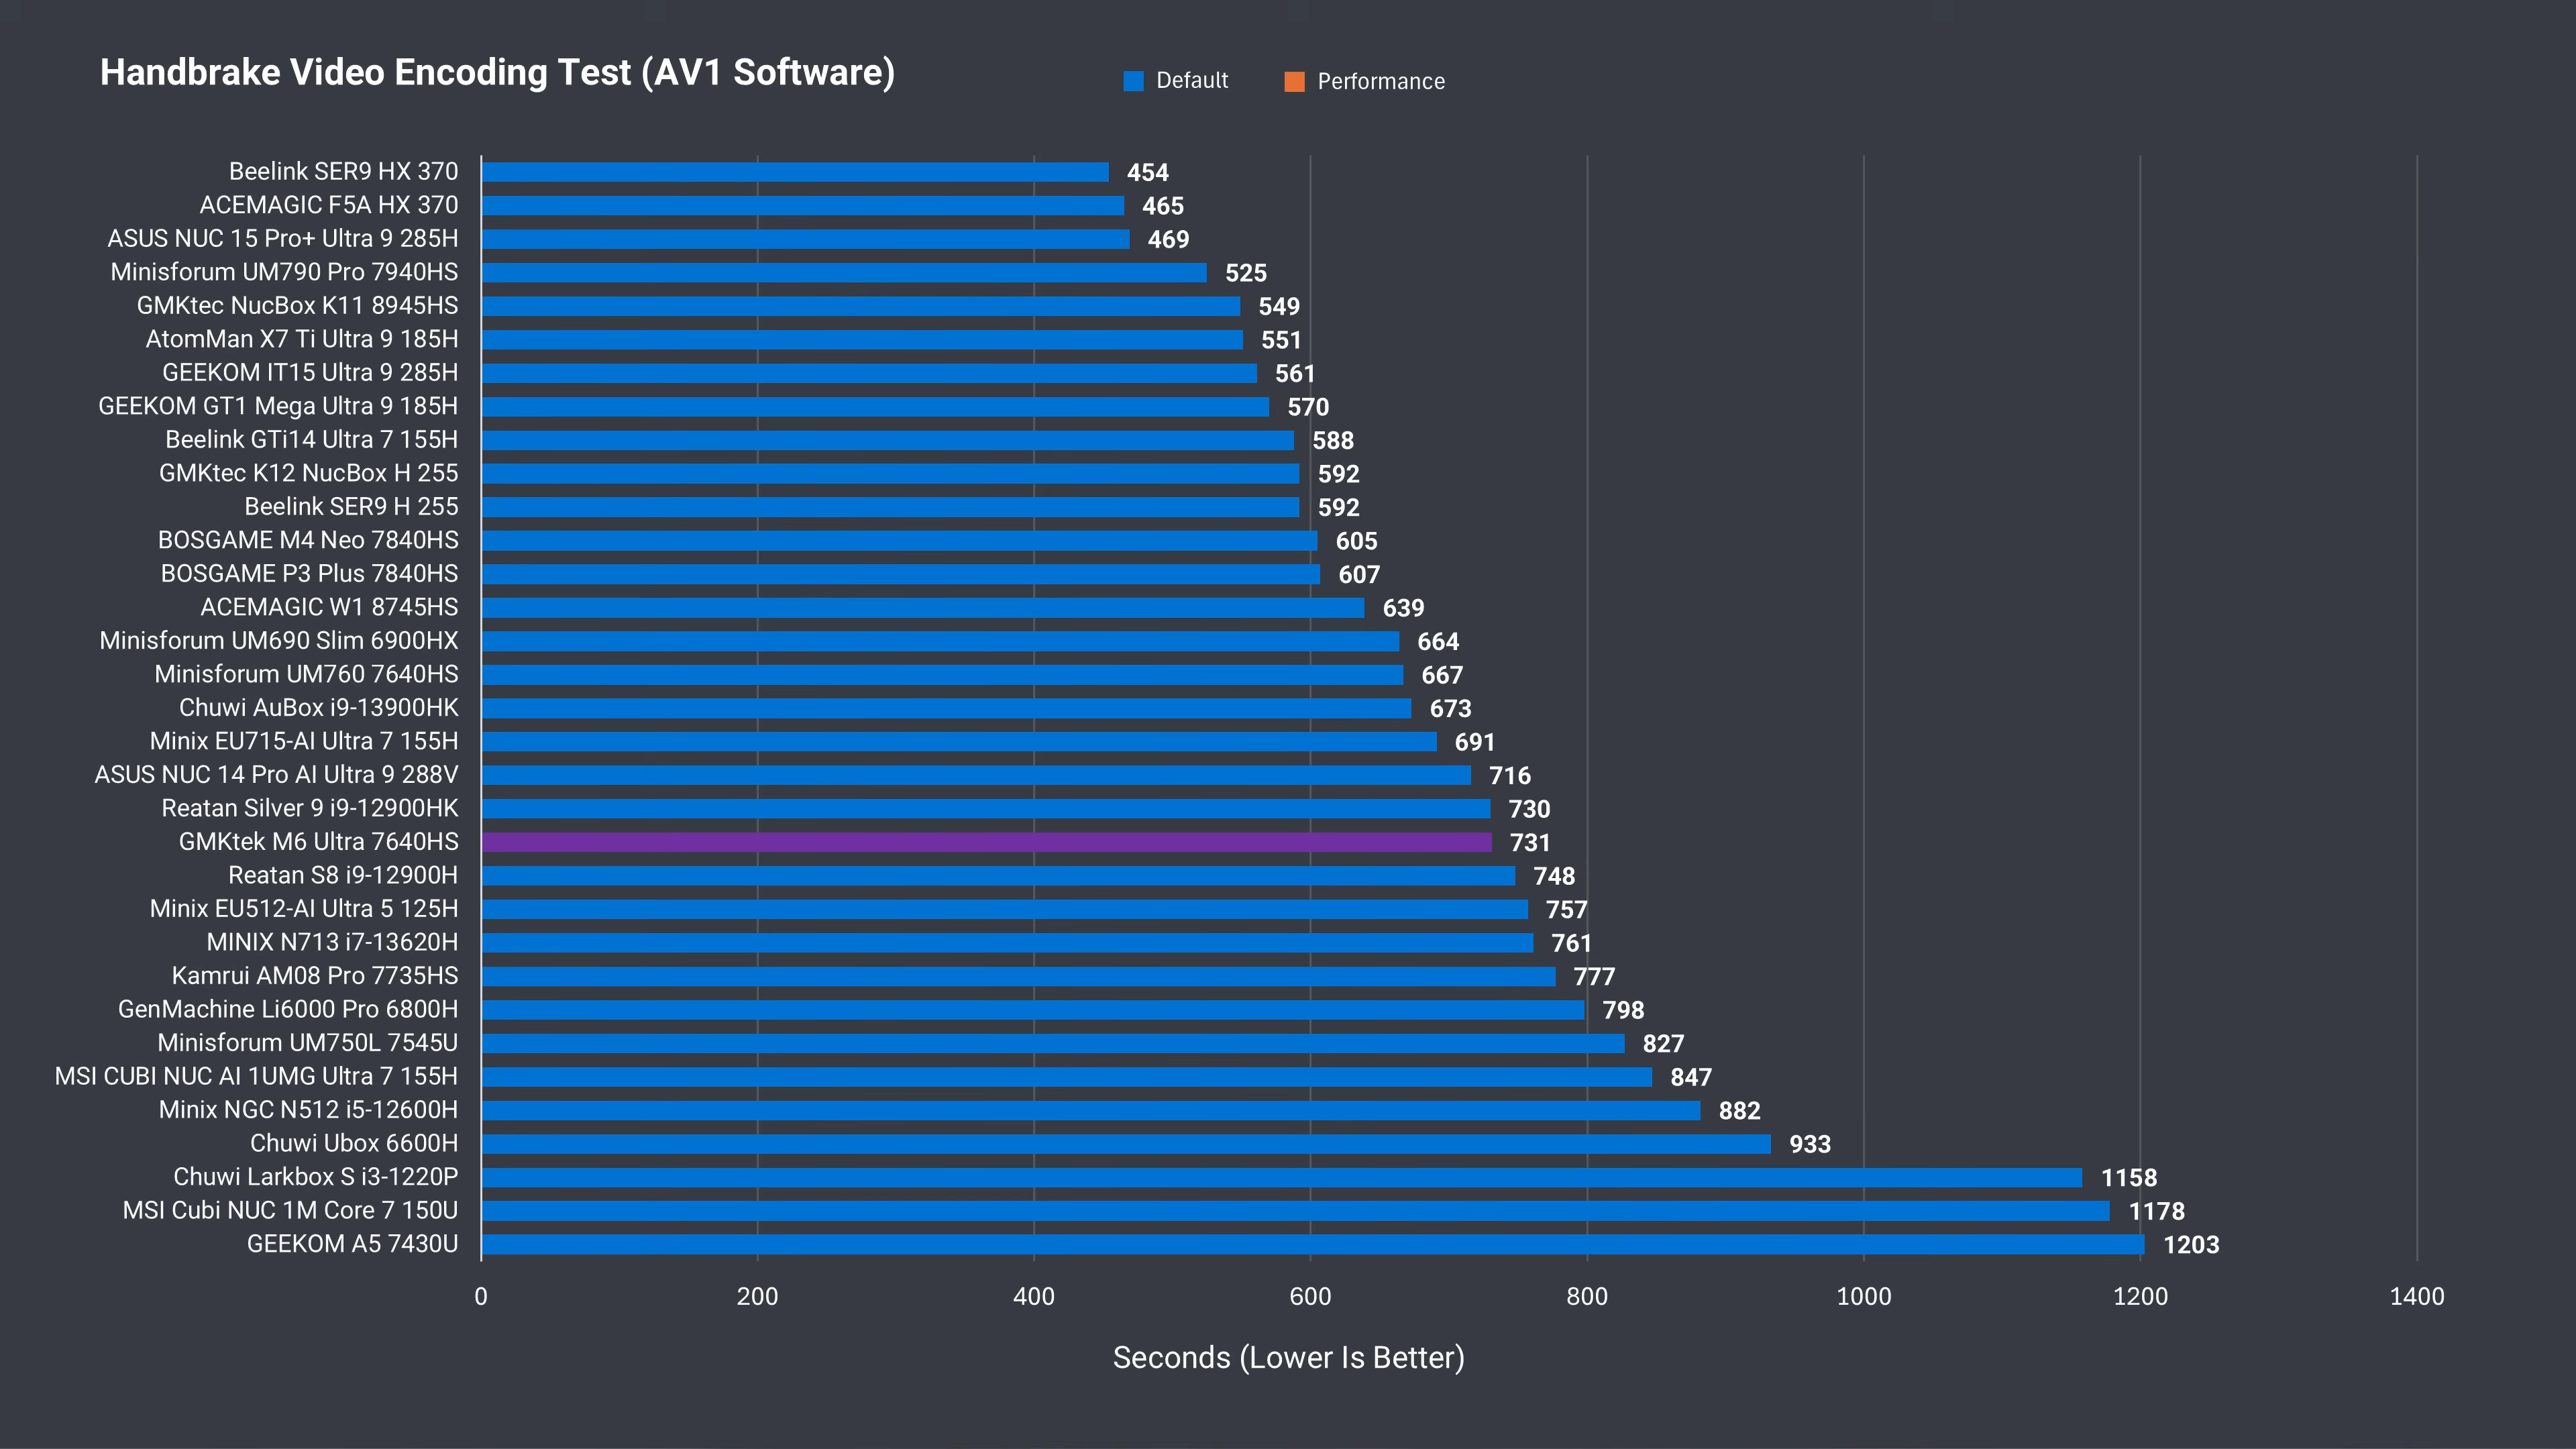 Handbrake Video Encoding Test (AV1 Software)
Default
Performance
Beelink SER9 HX 370 454
ACEMAGIC F5A HX 370 465
ASUS NUC 15 Pro+ Ultra 9 285H 469
Minisforum UM790 Pro 7940HS 525
GMKtec NucBox K11 8945HS 549
AtomMan X7 Ti Ultra 9 185H 551
GEEKOM IT15 Ultra 9 285H 561
GEEKOM GT1 Mega Ultra 9 185H 570
Beelink GTi14 Ultra 7 155H 588
GMKtec K12 NucBox H 255 592
Beelink SER9 H 255 592
BOSGAME M4 Neo 7840HS 605
BOSGAME P3 Plus 7840HS 607
ACEMAGIC W1 8745HS 639
Minisforum UM690 Slim 6900HX 664
Minisforum UM760 7640HS 667
Chuwi AuBox i9-13900HK 673
Minix EU715-AI Ultra 7 155H 691
ASUS NUC 14 Pro AI Ultra 9 288V 716
Reatan Silver 9 i9-12900HK 730
GMKtek M6 Ultra 7640HS 731
Reatan S8 i9-12900H 748
Minix EU512-AI Ultra 5 125H 757
MINIX N713 i7-13620H 761
Kamrui AM08 Pro 7735HS 777
GenMachine Li6000 Pro 6800H 798
Minisforum UM750L 7545U 827
MSI CUBI NUC AI 1UMG Ultra 7 155H 847
Minix NGC N512 i5-12600H 882
Chuwi Ubox 6600H 933
Chuwi Larkbox S i3-1220P 1158
MSI Cubi NUC 1M Core 7 150U 1178
GEEKOM A5 7430U 1203
0 200 400 600 800 1000 1200 1400
Seconds (Lower Is Better)